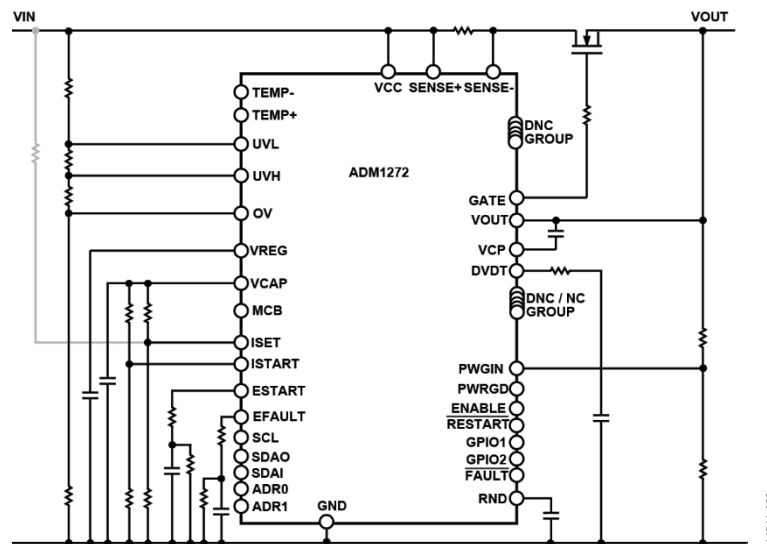 VIN
VOUT
VCC SENSE+ SENSE-
TEMP-
TEMP+
UVL
UVH
OV
VREG
VCAP
MCB
ISET
ISTART
ESTART
EFAULT
SCL
SDAO
SDAI
ADR0
ADR1
ADM1272
GND
DNC
GROUP
GATE
VOUT
VCP
DVDT
DNC / NC
GROUP
PWGIN
PWRGD
ENABLE
RESTART
GPIO1
GPIO2
FAULT
RND